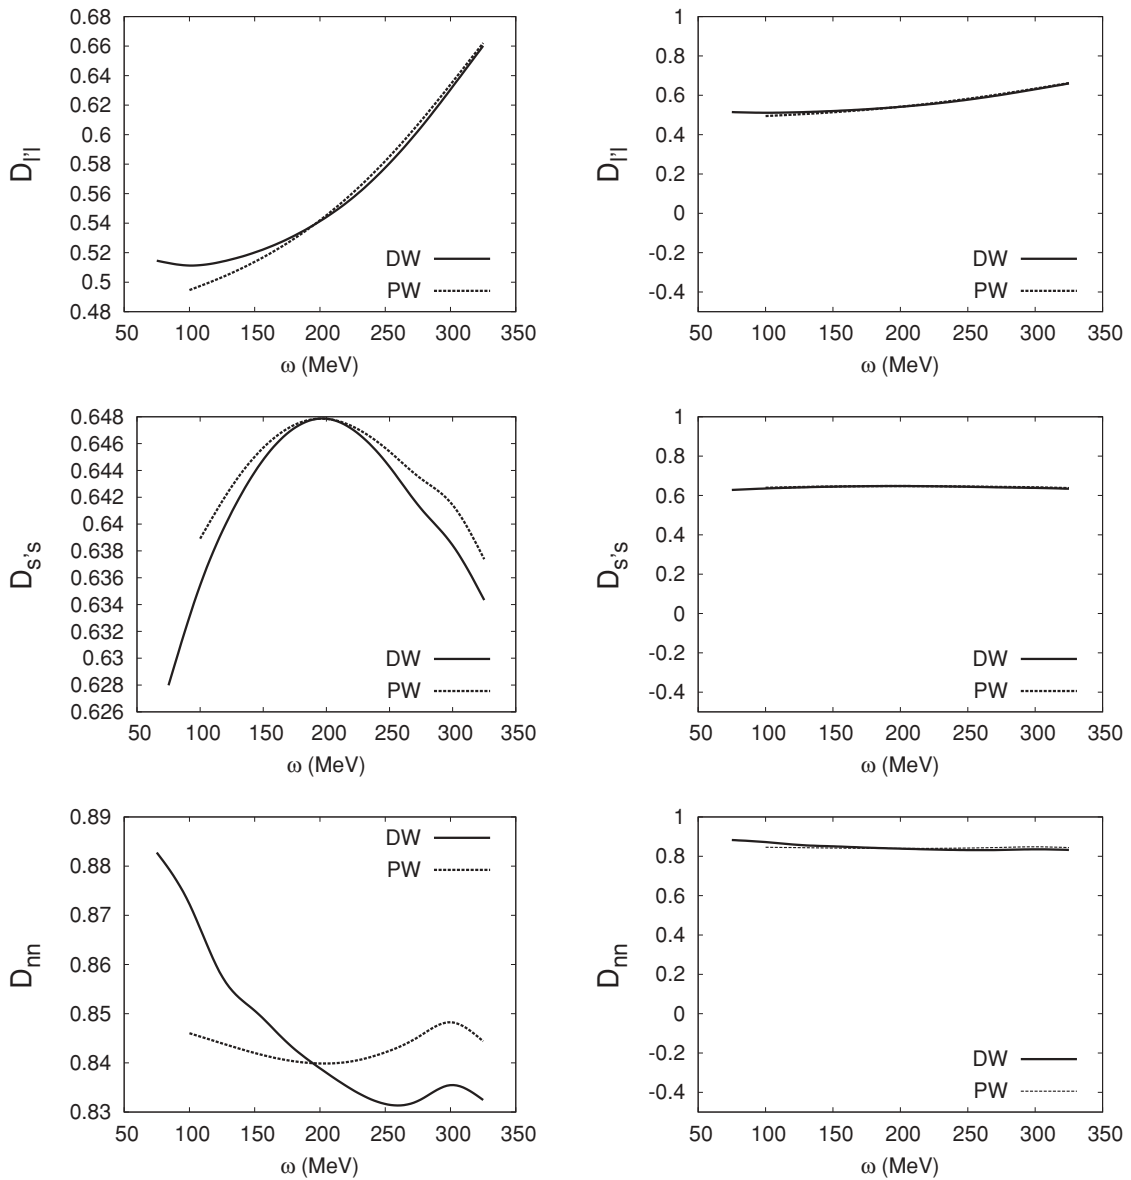 0.68
0.66
0.64
0.62
0.6
0.58
0.56
0.54
0.52
0.5
0.48
D_l'l
DW
PW
50 100 150 200 250 300 350
ω (MeV)
1
0.8
0.6
0.4
0.2
0
-0.2
-0.4
D_l'l
DW
PW
50 100 150 200 250 300 350
ω (MeV)
0.648
0.646
0.644
0.642
0.64
0.638
0.636
0.634
0.632
0.63
0.628
0.626
D_s's
DW
PW
50 100 150 200 250 300 350
ω (MeV)
1
0.8
0.6
0.4
0.2
0
-0.2
-0.4
D_s's
DW
PW
50 100 150 200 250 300 350
ω (MeV)
0.89
0.88
0.87
0.86
0.85
0.84
0.83
D_nn
DW
PW
50 100 150 200 250 300 350
ω (MeV)
1
0.8
0.6
0.4
0.2
0
-0.2
-0.4
D_nn
DW
PW
50 100 150 200 250 300 350
ω (MeV)